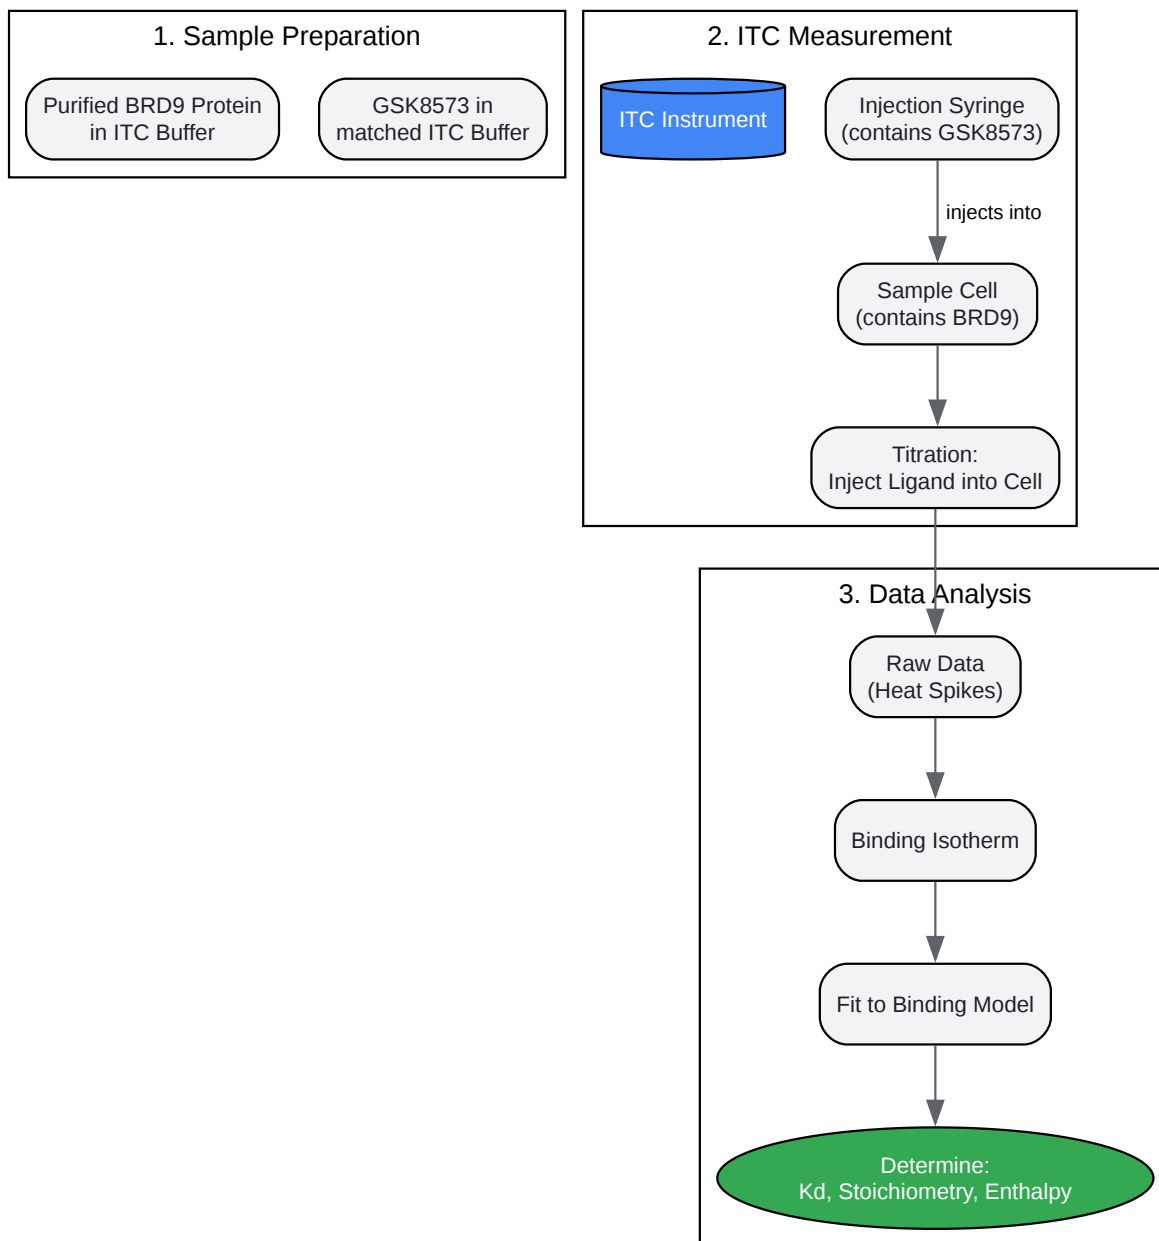 1. Sample Preparation
Purified BRD9 Protein
in ITC Buffer
GSK8573 in
matched ITC Buffer
2. ITC Measurement
ITC Instrument
Injection Syringe
(contains GSK8573)
injects into
Sample Cell
(contains BRD9)
Titration:
Inject Ligand into Cell
3. Data Analysis
Raw Data
(Heat Spikes)
Binding Isotherm
Fit to Binding Model
Determine:
Kd, Stoichiometry, Enthalpy